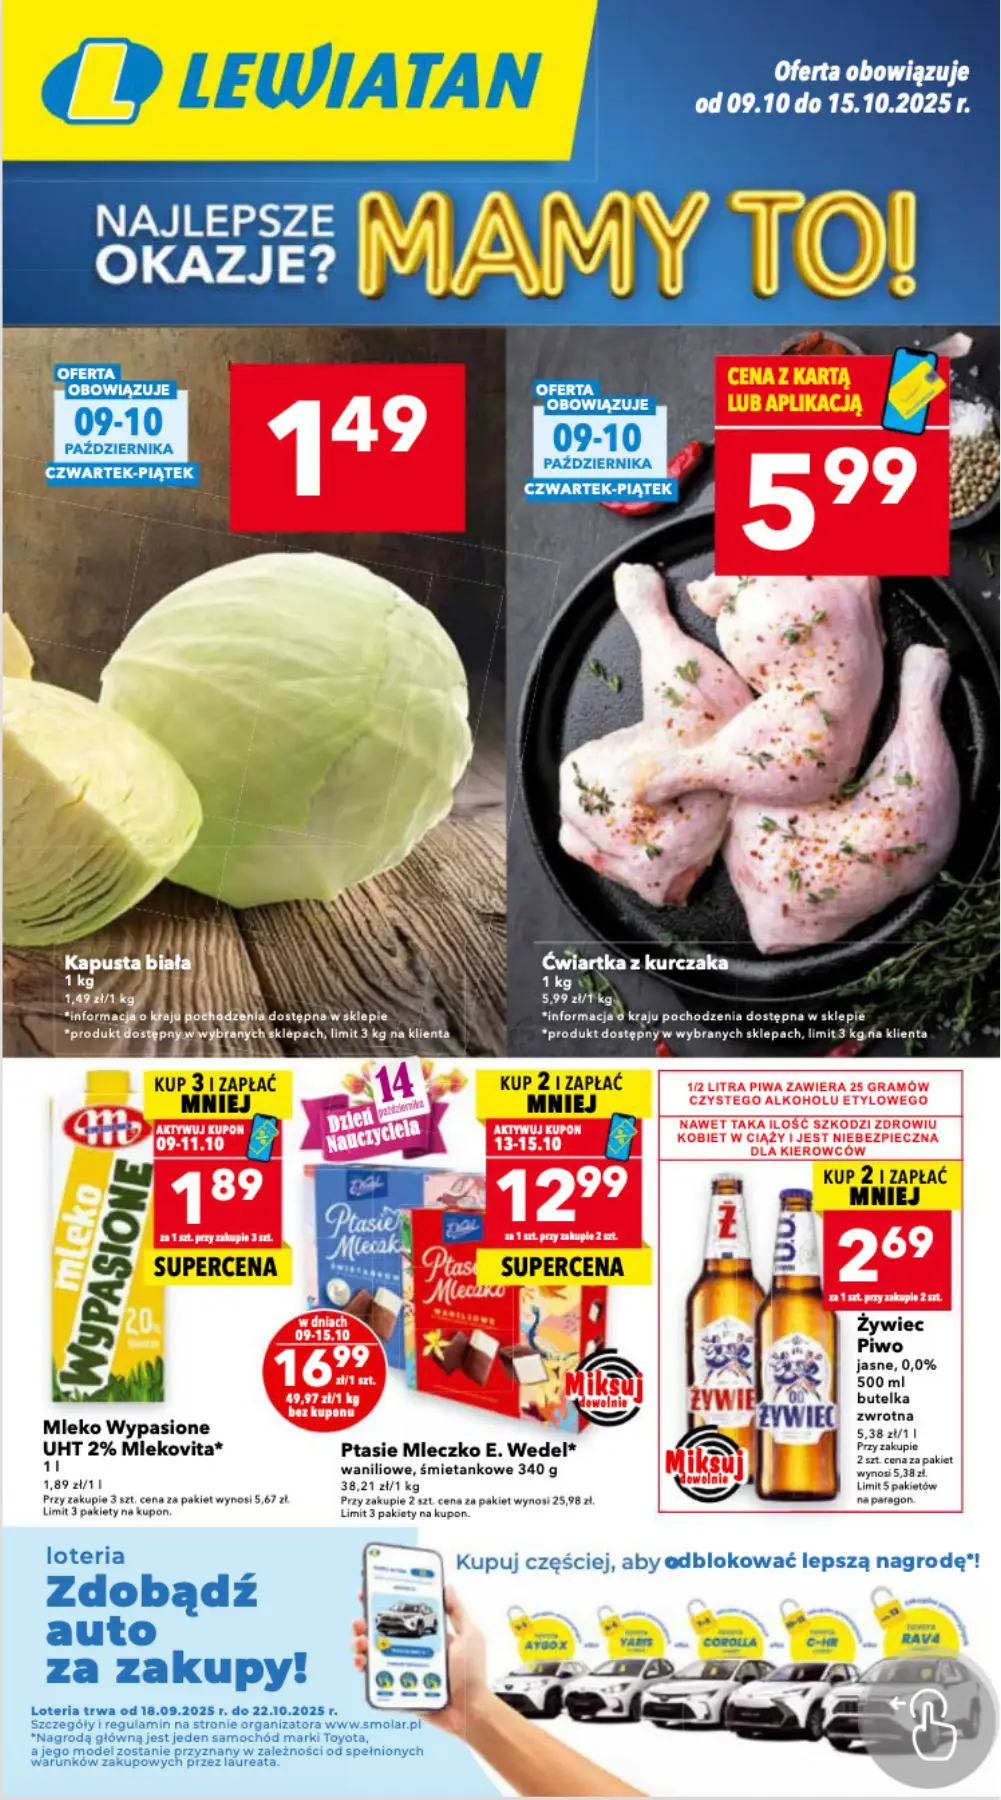 LEWIATAN
Oferta obowiązuje
od 09.10 do 15.10.2025 r.
NAJLEPSZE
OKAZJE?
MAMY TO!
OFERTA
OBOWIĄZUJE
09-10
PAŹDZIERNIKA
CZWARTEK-PIĄTEK
1 49
Kapusta biała
1 kg
1,49 zł/1 kg
*informacja o kraju pochodzenia dostępna w sklepie
*produkt dostępny w wybranych sklepach, limit 3 kg na klienta
OFERTA
OBOWIĄZUJE
09-10
PAŹDZIERNIKA
CZWARTEK-PIĄTEK
CENA Z KARTĄ
LUB APLIKACJĄ
5 99
Ćwiartka z kurczaka
1 kg
5,99 zł/1 kg
*informacja o kraju pochodzenia dostępna w sklepie
*produkt dostępny w wybranych sklepach, limit 3 kg na klienta
mleko
WYPASIONE
2,0
KUP 3 I ZAPŁAĆ
MNIEJ
AKTYWUJ KUPON
09-11.10
1 89
za 1 szt. przy zakupie 3 szt.
SUPERCENA
Mleko Wypasione
UHT 2% Mlekovita*
1 l
1,89 zł/1 l
Przy zakupie 3 szt. cena za pakiet wynosi 5,67 zł.
Limit 3 pakiety na kupon.
14
października
Dzień
Nauczyciela
KUP 2 I ZAPŁAĆ
MNIEJ
AKTYWUJ KUPON
13-15.10
12 99
za 1 szt. przy zakupie 2 szt.
SUPERCENA
E. Wedel
Ptasie
Mleczko
WANILIOWE
w dniach
09-15.10
16 99
zł/1 szt.
49,97 zł/1 kg
bez kuponu
Miksuj
dowolnie
Ptasie Mleczko E. Wedel*
waniliowe, śmietankowe 340 g
38,21 zł/1 kg
Przy zakupie 2 szt. cena za pakiet wynosi 25,98 zł.
Limit 3 pakiety na kupon.
1/2 LITRA PIWA ZAWIERA 25 GRAMÓW
CZYSTEGO ALKOHOLU ETYLOWEGO
NAWET TAKA ILOŚĆ SZKODZI ZDROWIU
KOBIET W CIĄŻY I JEST NIEBEZPIECZNA
DLA KIEROWCÓW
KUP 2 I ZAPŁAĆ
MNIEJ
2 69
za 1 szt. przy zakupie 2 szt.
ŻYWIE
ŻYWIEC
Miksuj
dowolnie
Żywiec
Piwo
jasne, 0,0%
500 ml
butelka
zwrotna
5,38 zł/1 l
Przy zakupie
2 szt. cena za pakiet
wynosi 5,38 zł.
Limit 5 pakietów
na paragon.
loteria
Zdobądź
auto
za zakupy!
Loteria trwa od 18.09.2025 r. do 22.10.2025 r.
Szczegóły i regulamin na stronie organizatora www.smolar.pl
*Nagrodą główną jest jeden samochód marki Toyota,
a jego model zostanie przyznany w zależności od spełnionych
warunków zakupowych przez laureata.
Kupuj częściej, aby odblokować lepszą nagrodę*!
AYGO X
YARIS
COROLLA
C-HR
RAV4